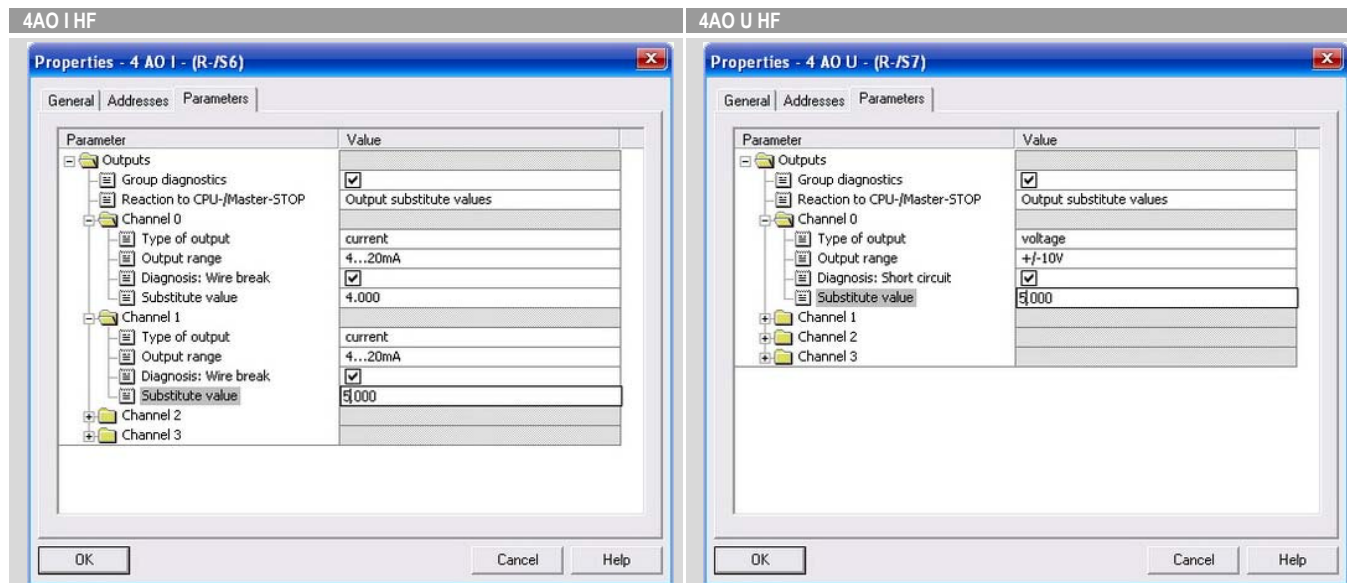 4AO I HF
Properties - 4 AO I - (R-/S6)
General Addresses Parameters
Parameter Value
Outputs
Group diagnostics
Reaction to CPU-/Master-STOP Output substitute values
Channel 0
Type of output current
Output range 4...20mA
Diagnosis: Wire break
Substitute value 4.000
Channel 1
Type of output current
Output range 4...20mA
Diagnosis: Wire break
Substitute value 5.000
Channel 2
Channel 3
OK Cancel Help
4AO U HF
Properties - 4 AO U - (R-/S7)
General Addresses Parameters
Parameter Value
Outputs
Group diagnostics
Reaction to CPU-/Master-STOP Output substitute values
Channel 0
Type of output voltage
Output range +/-10V
Diagnosis: Short circuit
Substitute value 5.000
Channel 1
Channel 2
Channel 3
OK Cancel Help